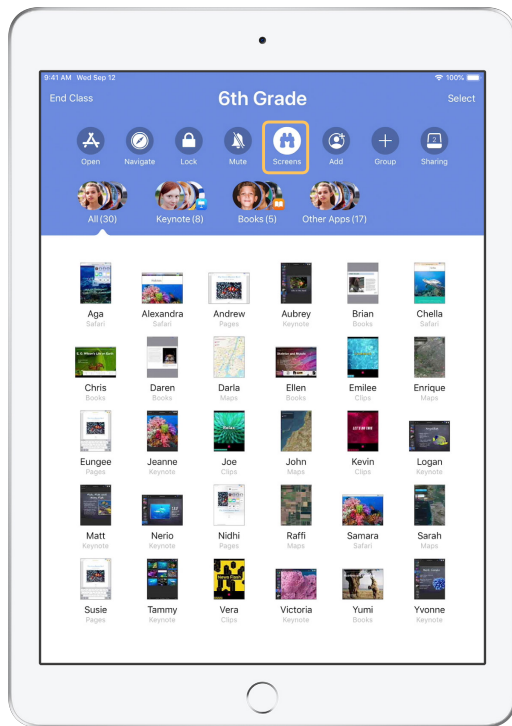 9:41 AM Wed Sep 12
100%
End Class
6th Grade
Select
Open
Navigate
Lock
Mute
Screens
Add
Group
2
Sharing
All (30)
Keynote (8)
Books (5)
Other Apps (17)
Aga
Safari
Alexandra
Safari
Andrew
Pages
Aubrey
Keynote
Brian
Books
Chella
Safari
Chris
Books
Daren
Books
Darla
Maps
Ellen
Books
Emilee
Clips
Enrique
Maps
Eungee
Pages
Jeanne
Keynote
Relax
Joe
Clips
John
Maps
Kevin
Clips
Logan
Keynote
Matt
Keynote
Nerio
Keynote
Nidhi
Pages
Raffi
Maps
Samara
Safari
Sarah
Maps
Susie
Pages
Tammy
Keynote
News Flash
Vera
Clips
Victoria
Keynote
Yumi
Books
Yvonne
Keynote